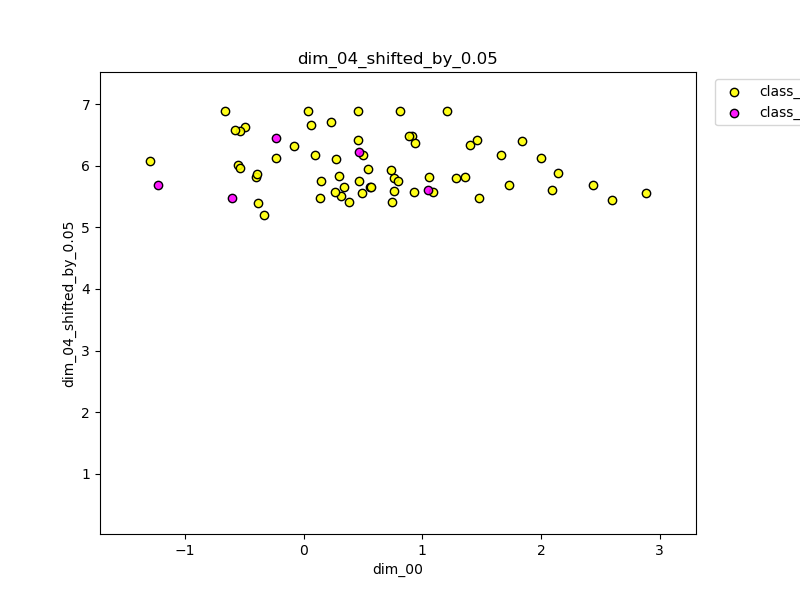 dim_04_shifted_by_0.05
class_
class_
7
6
5
4
3
2
1
dim_04_shifted_by_0.05
−1
0
1
2
3
dim_00